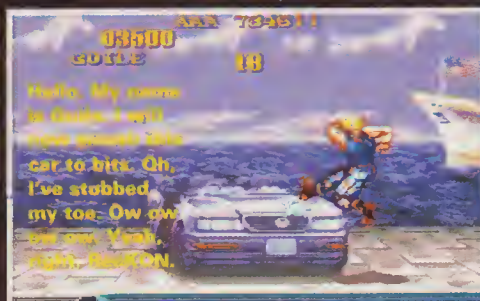 03500
GUILE
18
Hello. My name
is Guile. I will
now smash this
car to bits. Oh,
I've stubbed
my toe. Ow ow
ow ow. Yeah,
right,